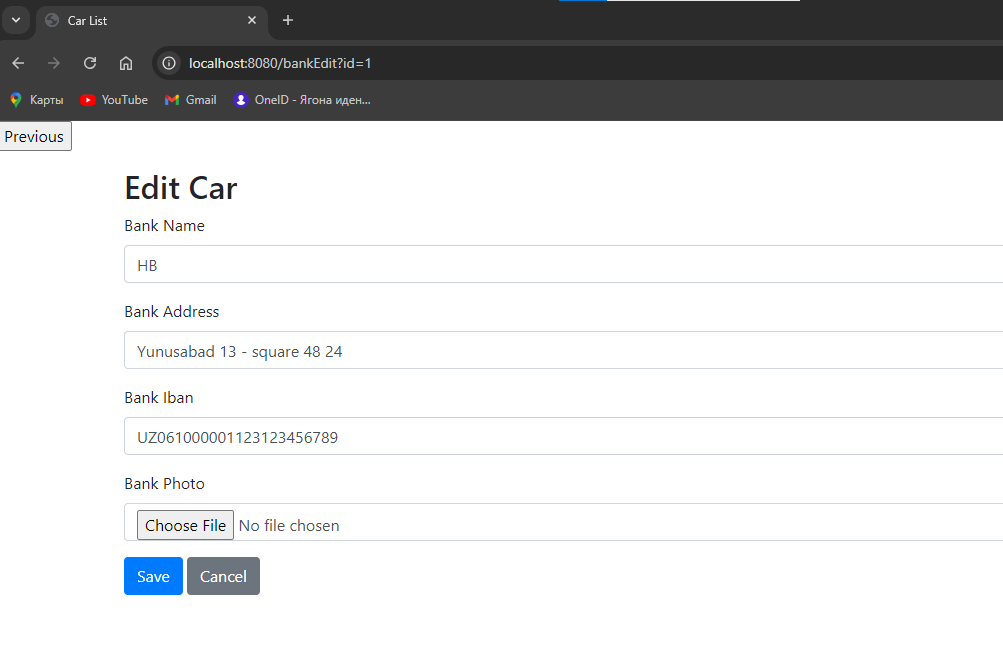 Car List
localhost:8080/bankEdit?id=1
Карты YouTube Gmail OneID - Ягона иден...
Previous
Edit Car
Bank Name
HB
Bank Address
Yunusabad 13 - square 48 24
Bank Iban
UZ061000001123123456789
Bank Photo
Choose File No file chosen
Save Cancel